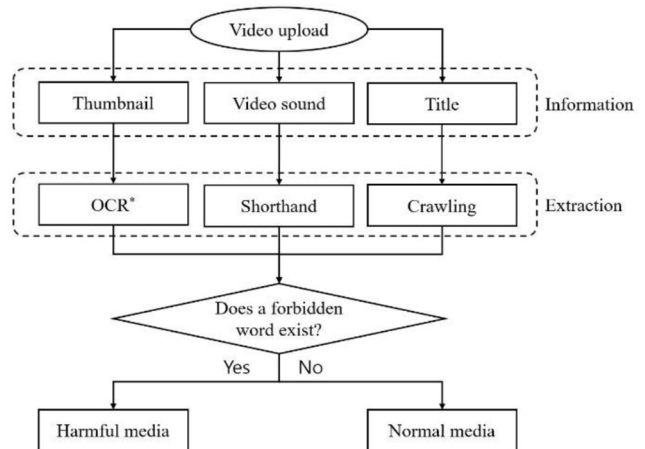 Video upload
Thumbnail
Video sound
Title
Information
OCR*
Shorthand
Crawling
Extraction
Does a forbidden
word exist?
Yes
No
Harmful media
Normal media